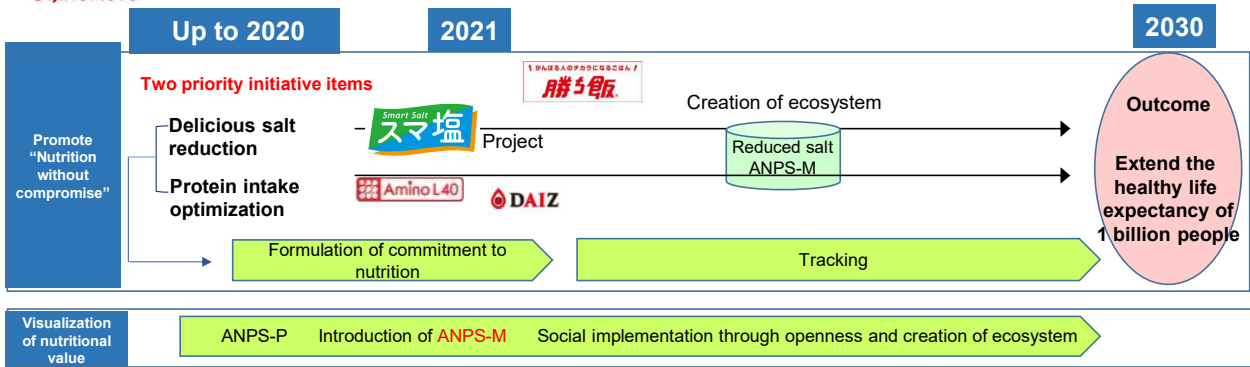 Up to 2020
2021
2030
Promote
“Nutrition
without
compromise”
Two priority initiative items
Delicious salt
reduction
Protein intake
optimization
Smart Salt
スマ塩
Project
\ がんばる人のチカラになるごはん /
勝ち飯®
Amino L40
DAIZ
Creation of ecosystem
Reduced salt
ANPS-M
Outcome
Extend the
healthy life
expectancy of
1 billion people
Formulation of commitment to
nutrition
Tracking
Visualization
of nutritional
value
ANPS-P Introduction of ANPS-M Social implementation through openness and creation of ecosystem